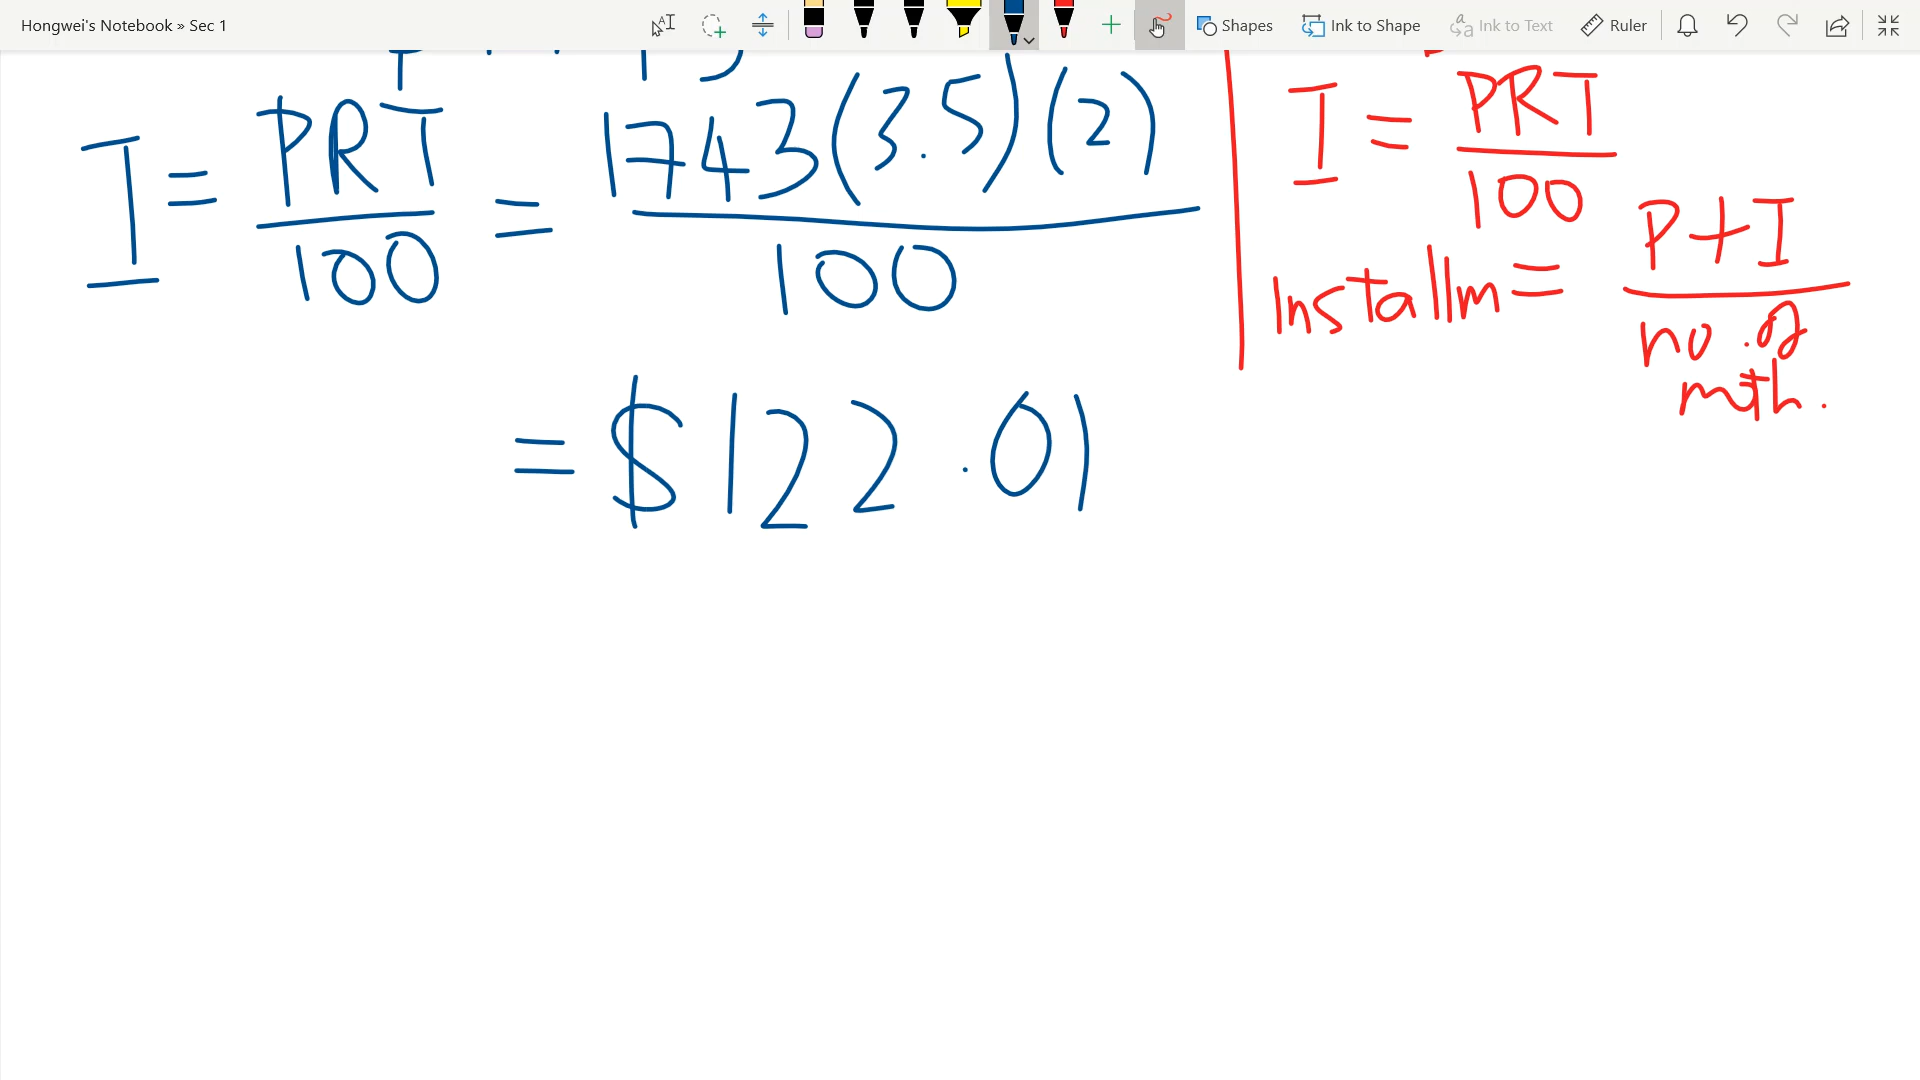 Hongwei's Notebook » Sec 1
Shapes
Ink to Shape
Ink to Text
Ruler
I = PRT/100 = 1743(3.5)(2)/100
= $122.01
I = PRT/100
Installm = P+I/no. of mth.